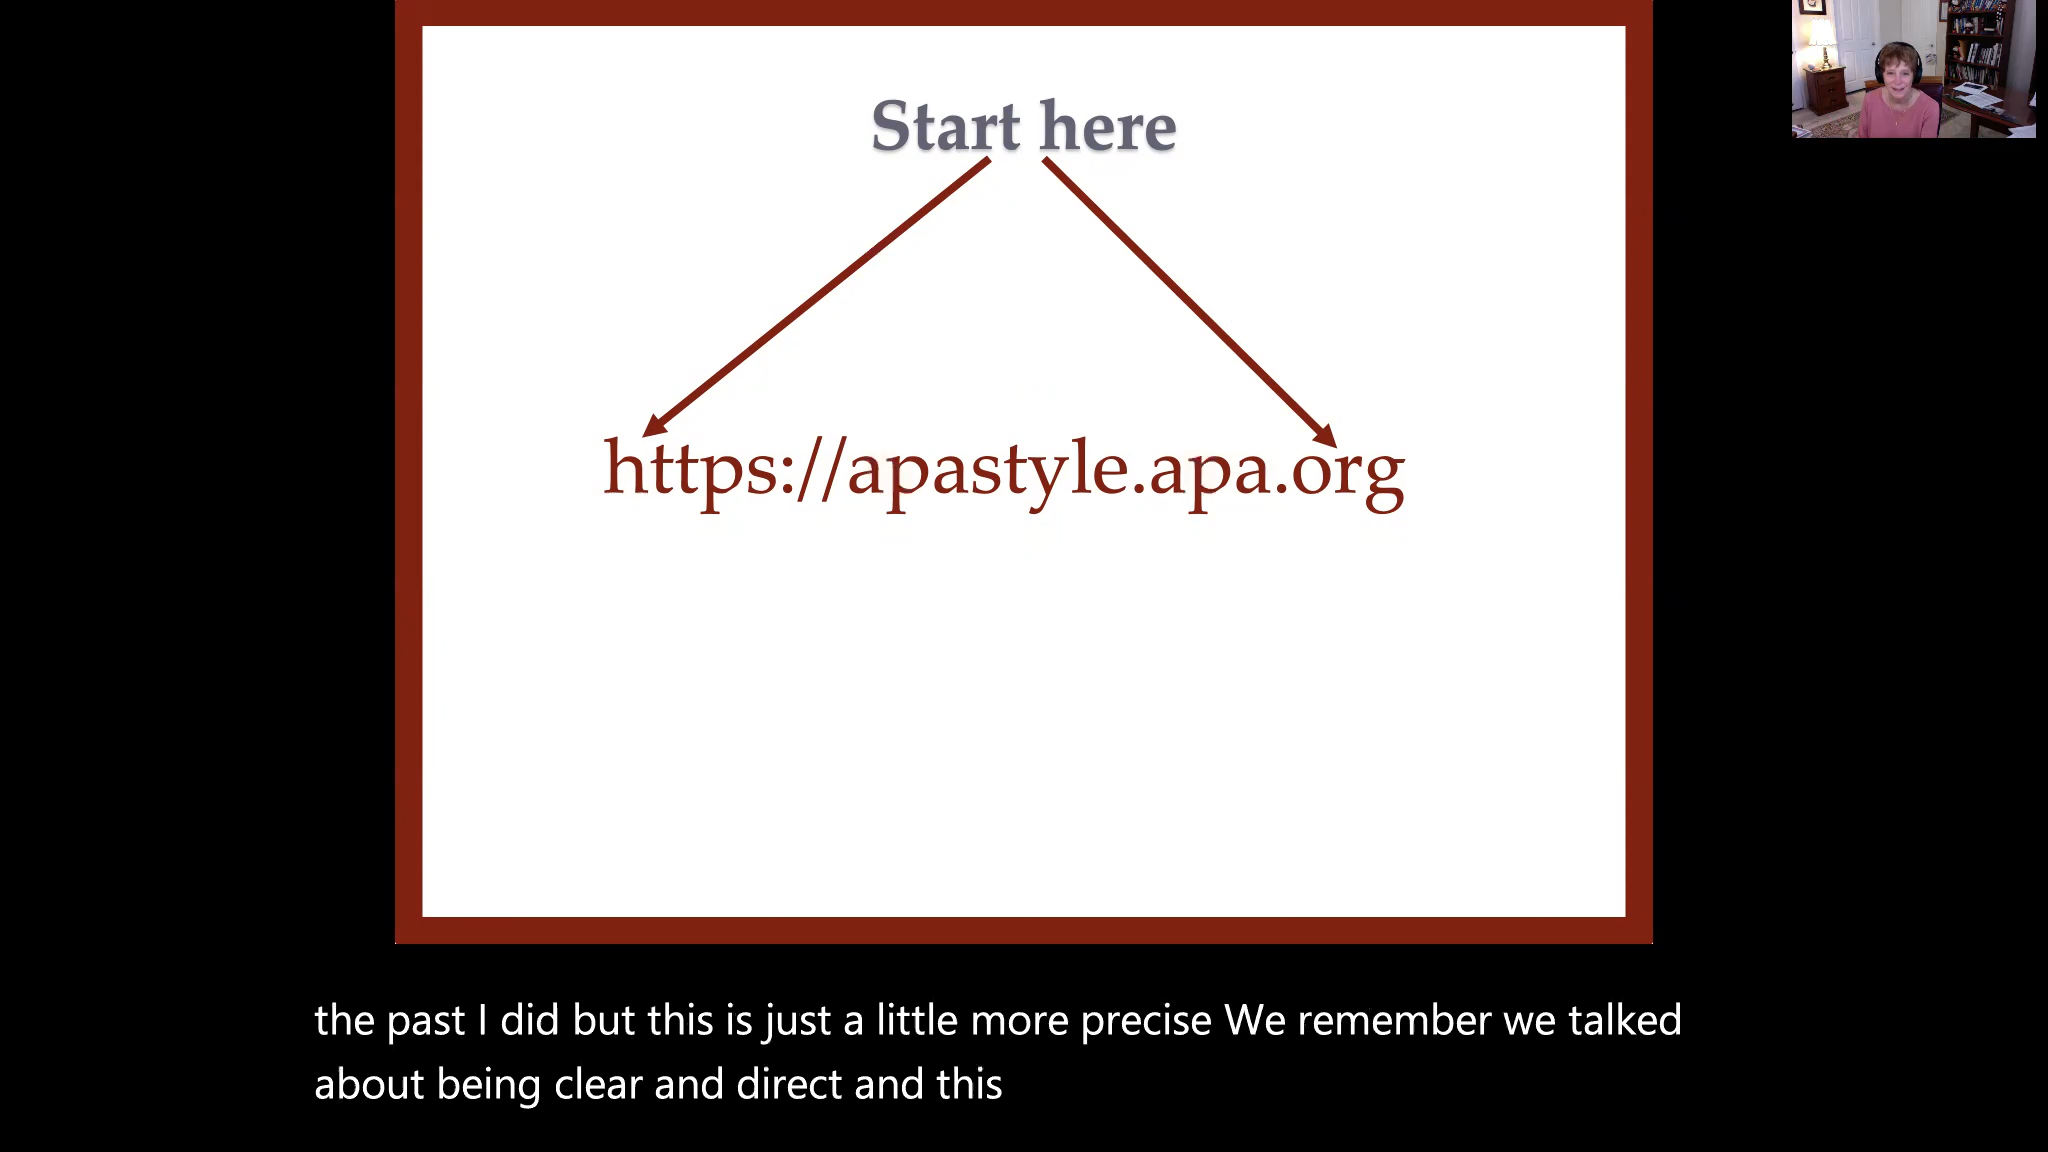 Start here
https://apastyle.apa.org
the past I did but this is just a little more precise We remember we talked
about being clear and direct and this